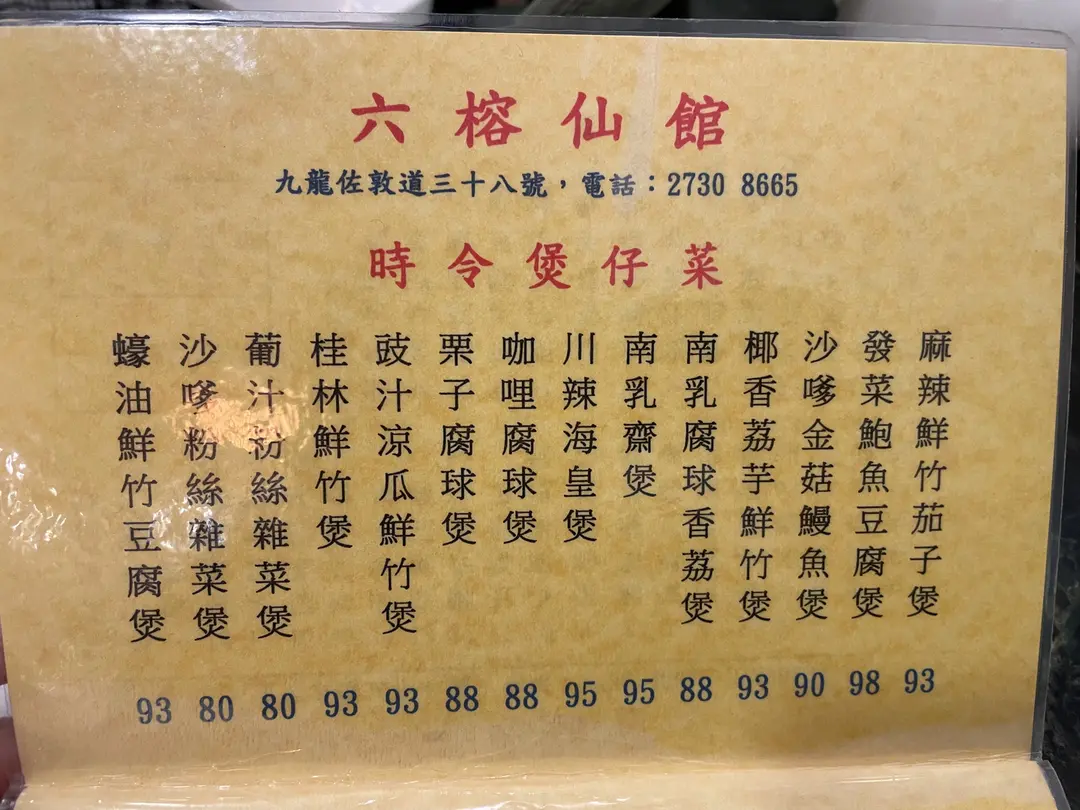 六榕仙館
九龍佐敦道三十八號，電話：2730 8665
時令煲仔菜
麻辣鮮竹茄子煲 93
發菜鮑魚豆腐煲 98
沙嗲金菇鰻魚煲 90
椰香荔芋鮮竹煲 93
南乳腐球香荔煲 88
南乳齋煲 95
川辣海皇煲 95
咖哩腐球煲 88
栗子腐球煲 88
豉汁涼瓜鮮竹煲 93
桂林鮮竹煲 93
葡汁粉絲雜菜煲 80
沙嗲粉絲雜菜煲 80
蠔油鮮竹豆腐煲 93